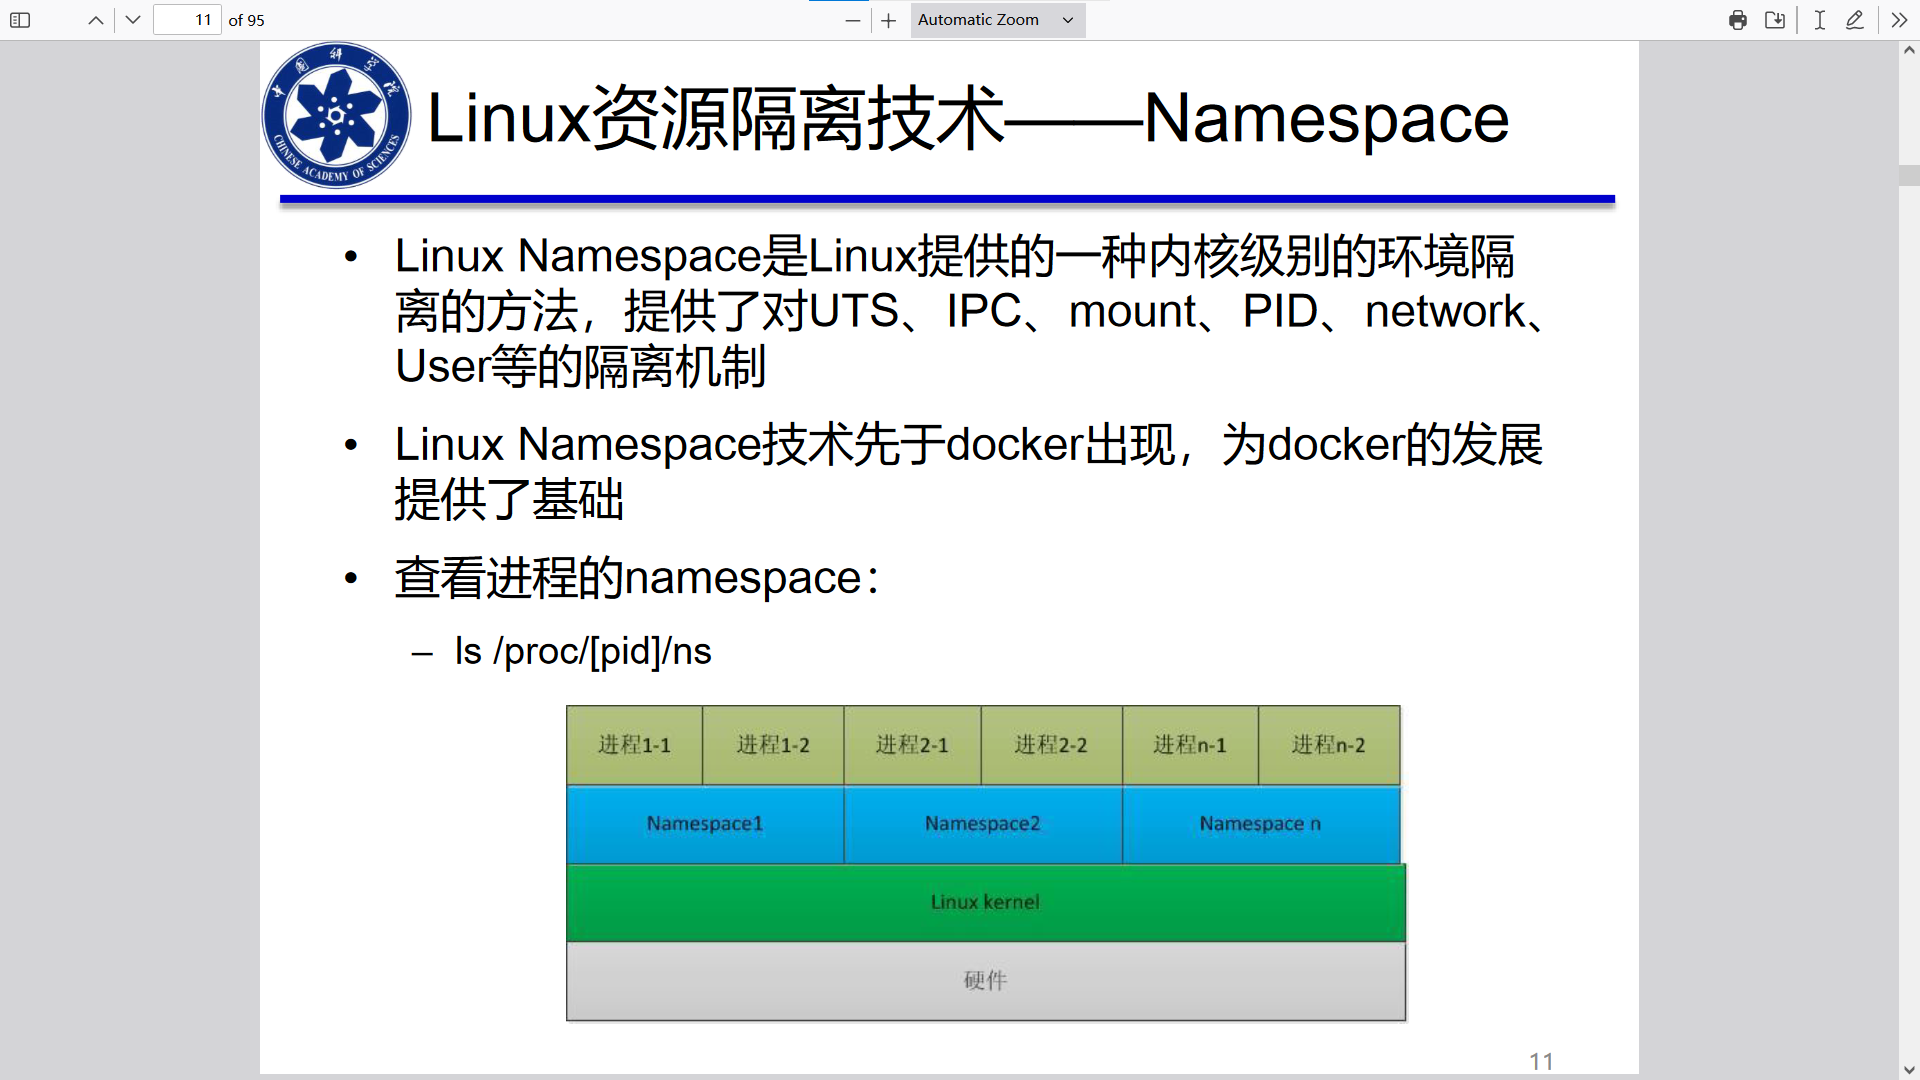 11 of 95
Automatic Zoom
中国科学院
CHINESE ACADEMY OF SCIENCES
Linux资源隔离技术——Namespace
• Linux Namespace是Linux提供的一种内核级别的环境隔
离的方法，提供了对UTS、IPC、mount、PID、network、
User等的隔离机制
• Linux Namespace技术先于docker出现，为docker的发展
提供了基础
• 查看进程的namespace：
– ls /proc/[pid]/ns
进程1-1 进程1-2 进程2-1 进程2-2 进程n-1 进程n-2
Namespace1 Namespace2 Namespace n
Linux kernel
硬件
11